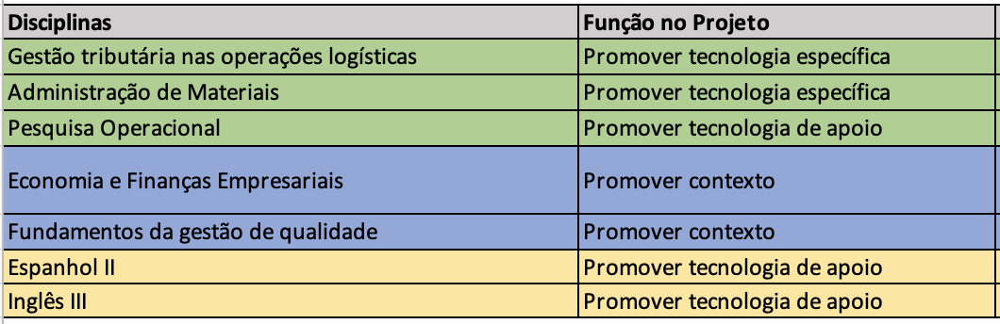 Disciplinas Função no Projeto
Gestão tributária nas operações logísticas Promover tecnologia específica
Administração de Materiais Promover tecnologia específica
Pesquisa Operacional Promover tecnologia de apoio
Economia e Finanças Empresariais Promover contexto
Fundamentos da gestão de qualidade Promover contexto
Espanhol II Promover tecnologia de apoio
Inglês III Promover tecnologia de apoio